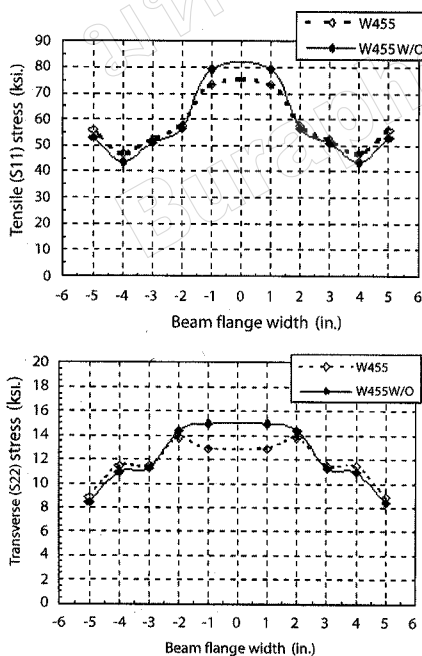 W455
W455W/O
Tensile (S11) stress (ksi.)
90
80
70
60
50
40
30
20
10
0
-6 -5 -4 -3 -2 -1 0 1 2 3 4 5 6
Beam flange width (in.)
W455
W455W/O
Transverse (S22) stress (ksi.)
20
18
16
14
12
10
8
6
4
2
0
-6 -5 -4 -3 -2 -1 0 1 2 3 4 5 6
Beam flange width (in.)